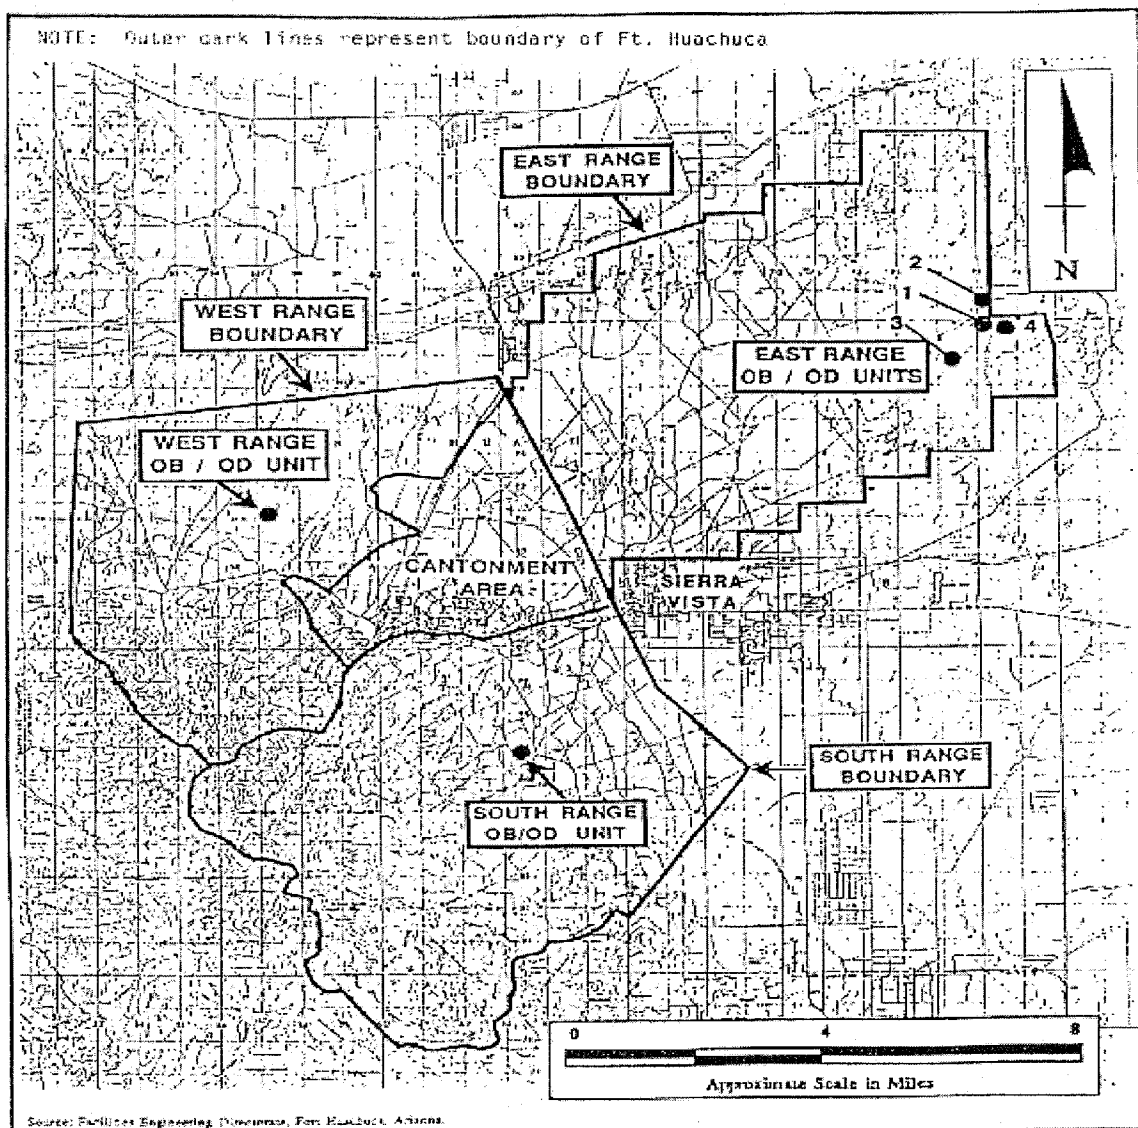 NOTE: Outer dark lines represent boundary of Ft. Huachuca
EAST RANGE
BOUNDARY
N
2
1
3
4
WEST RANGE
BOUNDARY
EAST RANGE
OB / OD UNITS
WEST RANGE
OB / OD UNIT
CANTONMENT
AREA
SIERRA
VISTA
SOUTH RANGE
BOUNDARY
SOUTH RANGE
OB/OD UNIT
0 4 8
Approximate Scale in Miles
Source: Facilities Engineering Directorate, Fort Huachuca, Arizona.